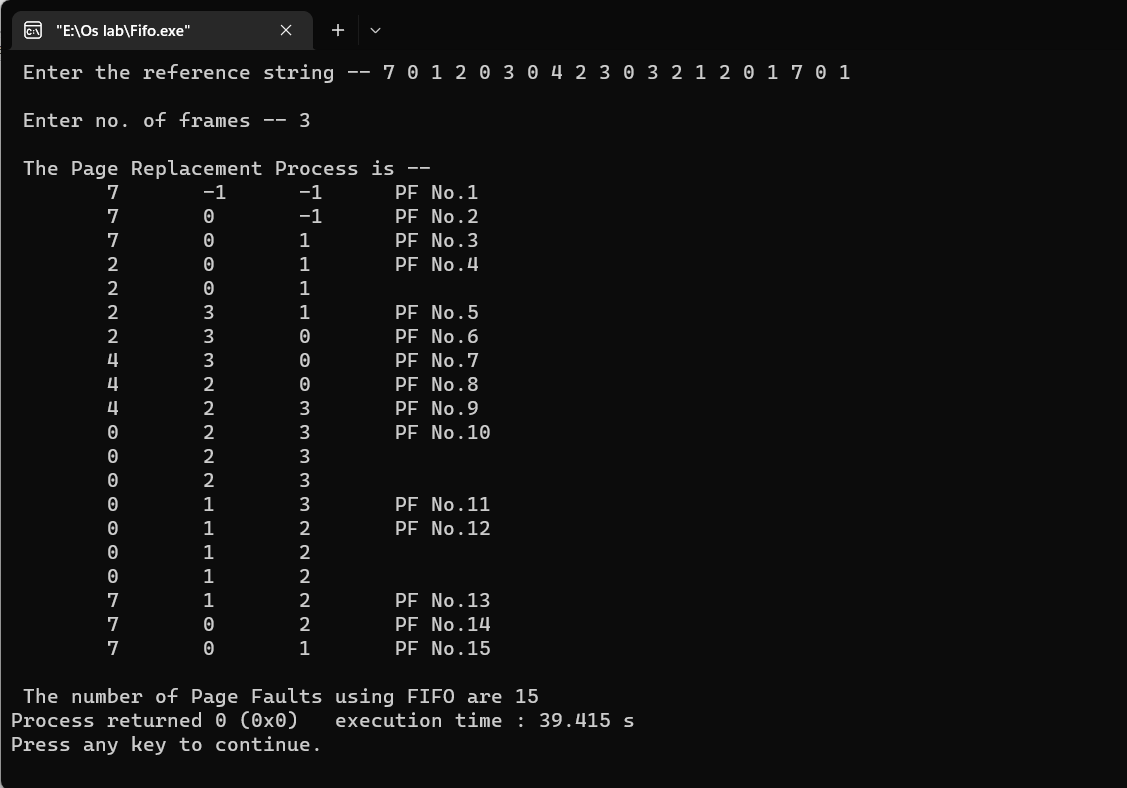 "E:\Os lab\Fifo.exe"
Enter the reference string -- 7 0 1 2 0 3 0 4 2 3 0 3 2 1 2 0 1 7 0 1
Enter no. of frames -- 3
The Page Replacement Process is --
7 -1 -1 PF No.1
7 0 -1 PF No.2
7 0 1 PF No.3
2 0 1 PF No.4
2 0 1
2 3 1 PF No.5
2 3 0 PF No.6
4 3 0 PF No.7
4 2 0 PF No.8
4 2 3 PF No.9
0 2 3 PF No.10
0 2 3
0 2 3
0 1 3 PF No.11
0 1 2 PF No.12
0 1 2
0 1 2
7 1 2 PF No.13
7 0 2 PF No.14
7 0 1 PF No.15
The number of Page Faults using FIFO are 15
Process returned 0 (0x0) execution time : 39.415 s
Press any key to continue.